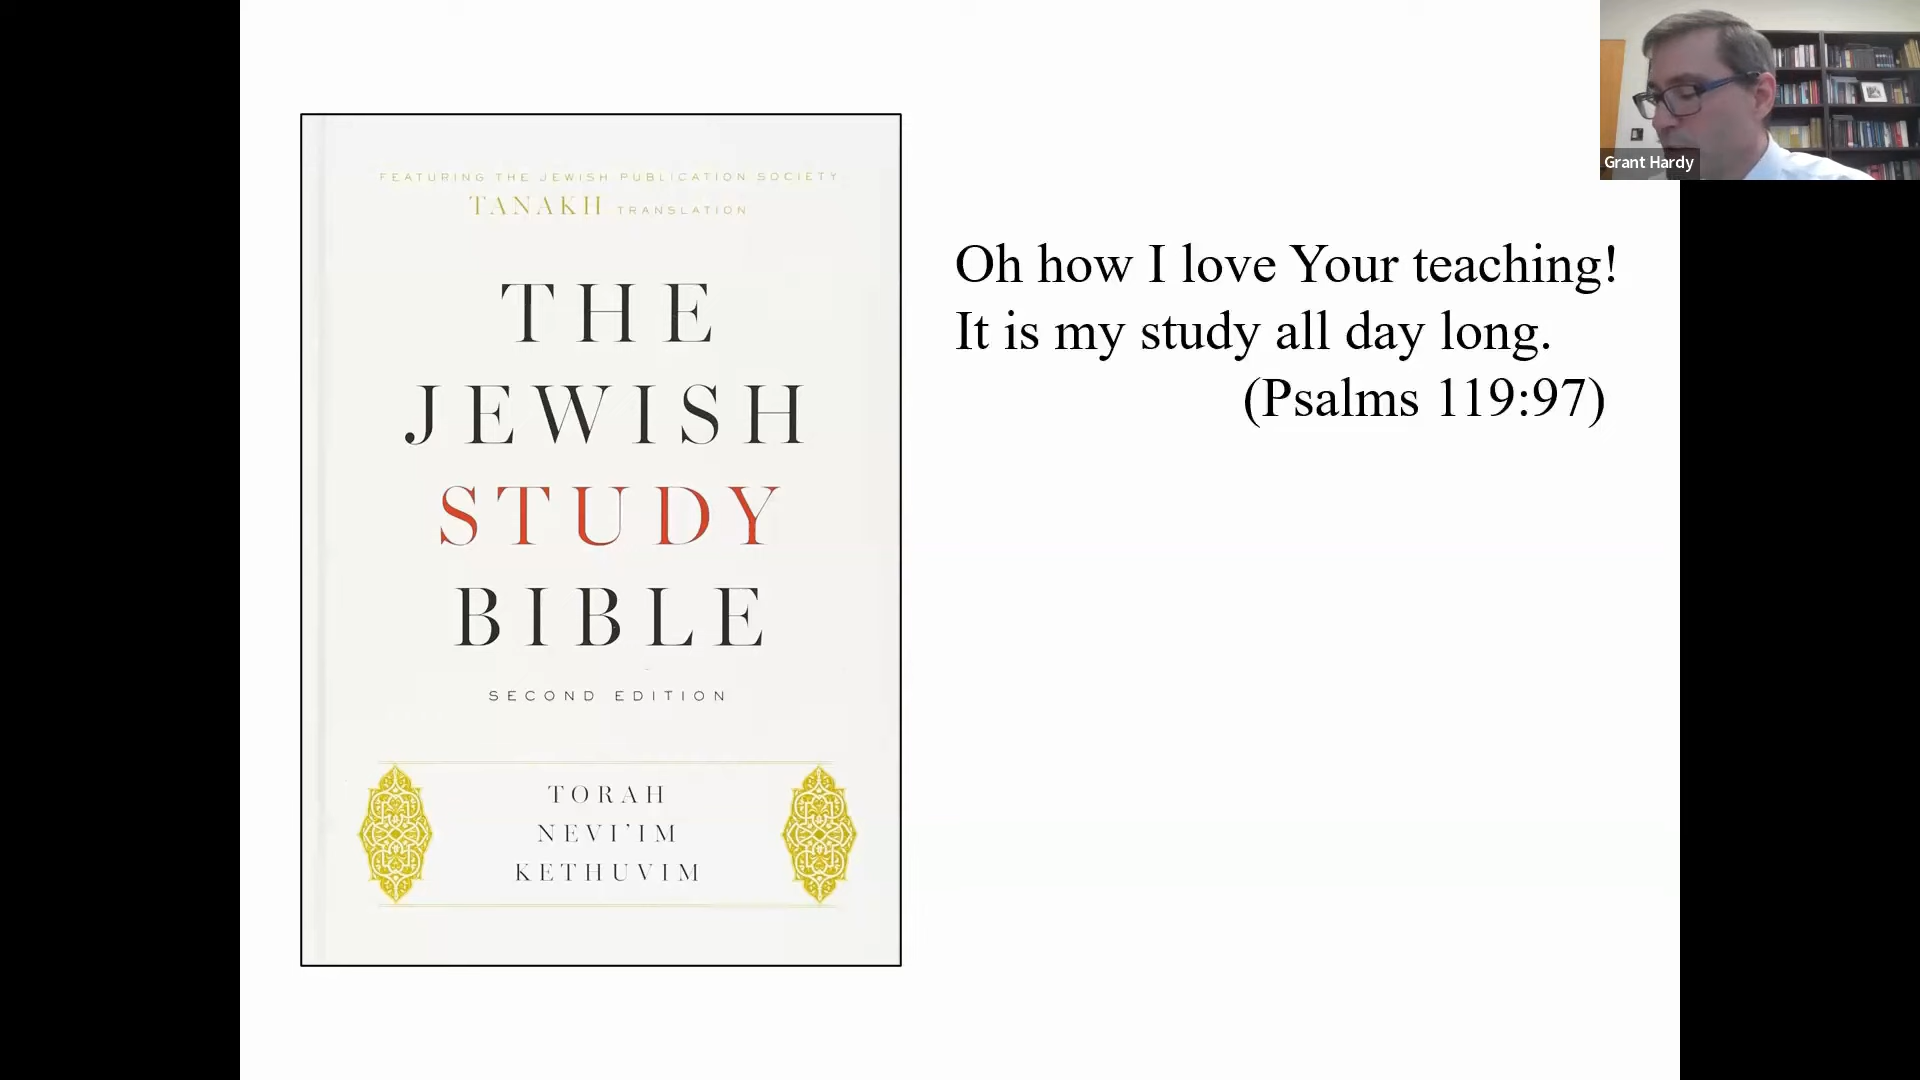 FEATURING THE JEWISH PUBLICATION SOCIETY
TANAKH TRANSLATION
THE
JEWISH
STUDY
BIBLE
SECOND EDITION
TORAH
NEVI'IM
KETHUVIM
Oh how I love Your teaching!
It is my study all day long.
(Psalms 119:97)
Grant Hardy